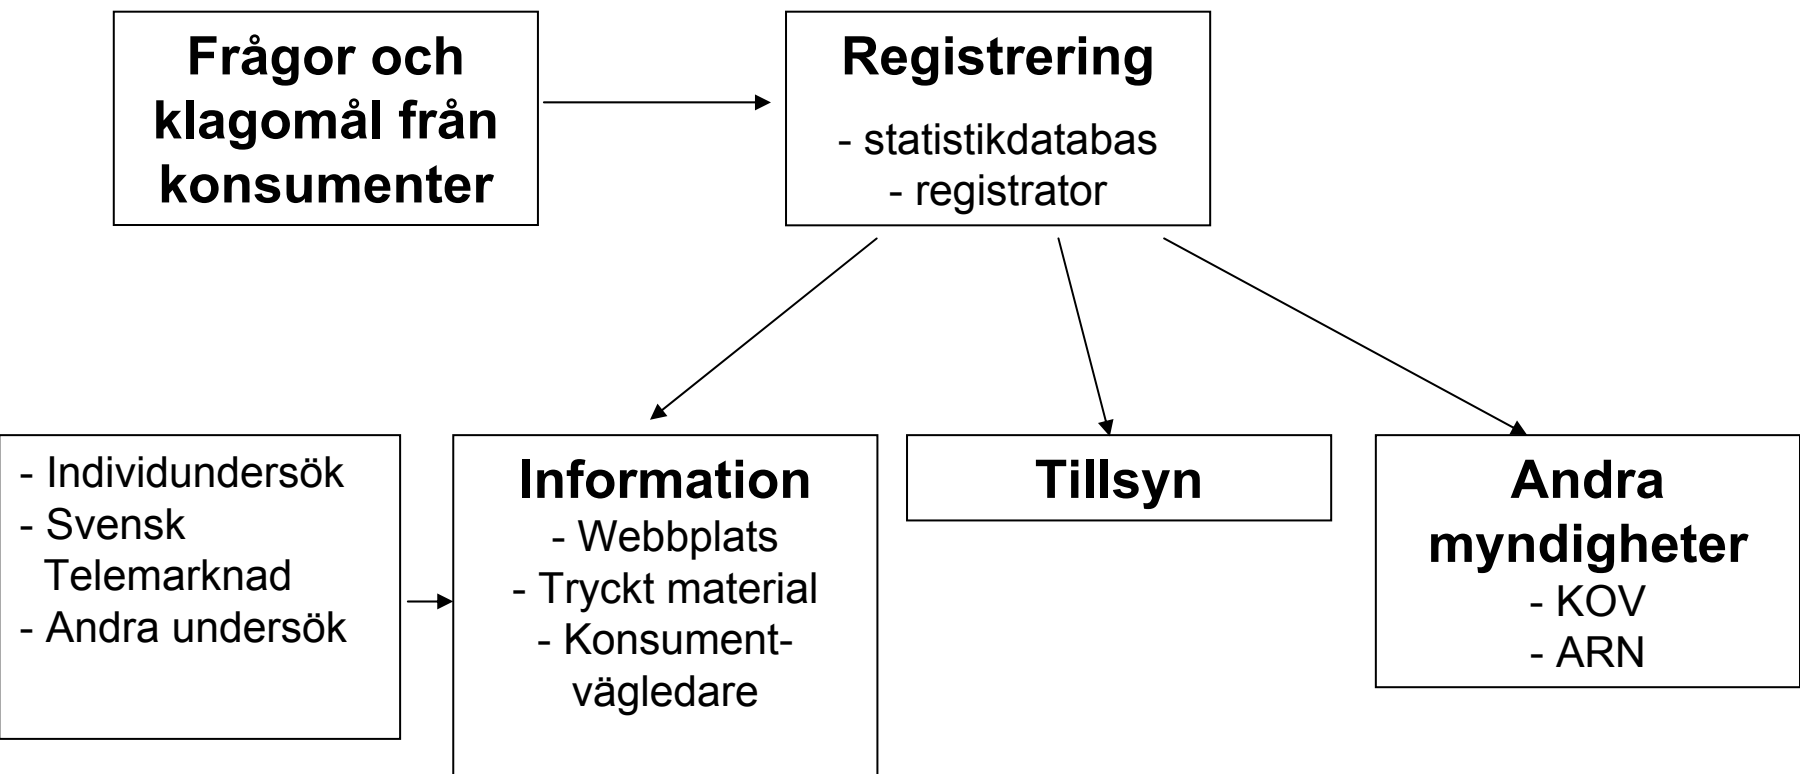 Frågor och
klagomål från
konsumenter
Registrering
- statistikdatabas
- registrator
- Individundersök
- Svensk
Telemarknad
- Andra undersök
Information
- Webbplats
- Tryckt material
- Konsument-
vägledare
Tillsyn
Andra
myndigheter
- KOV
- ARN